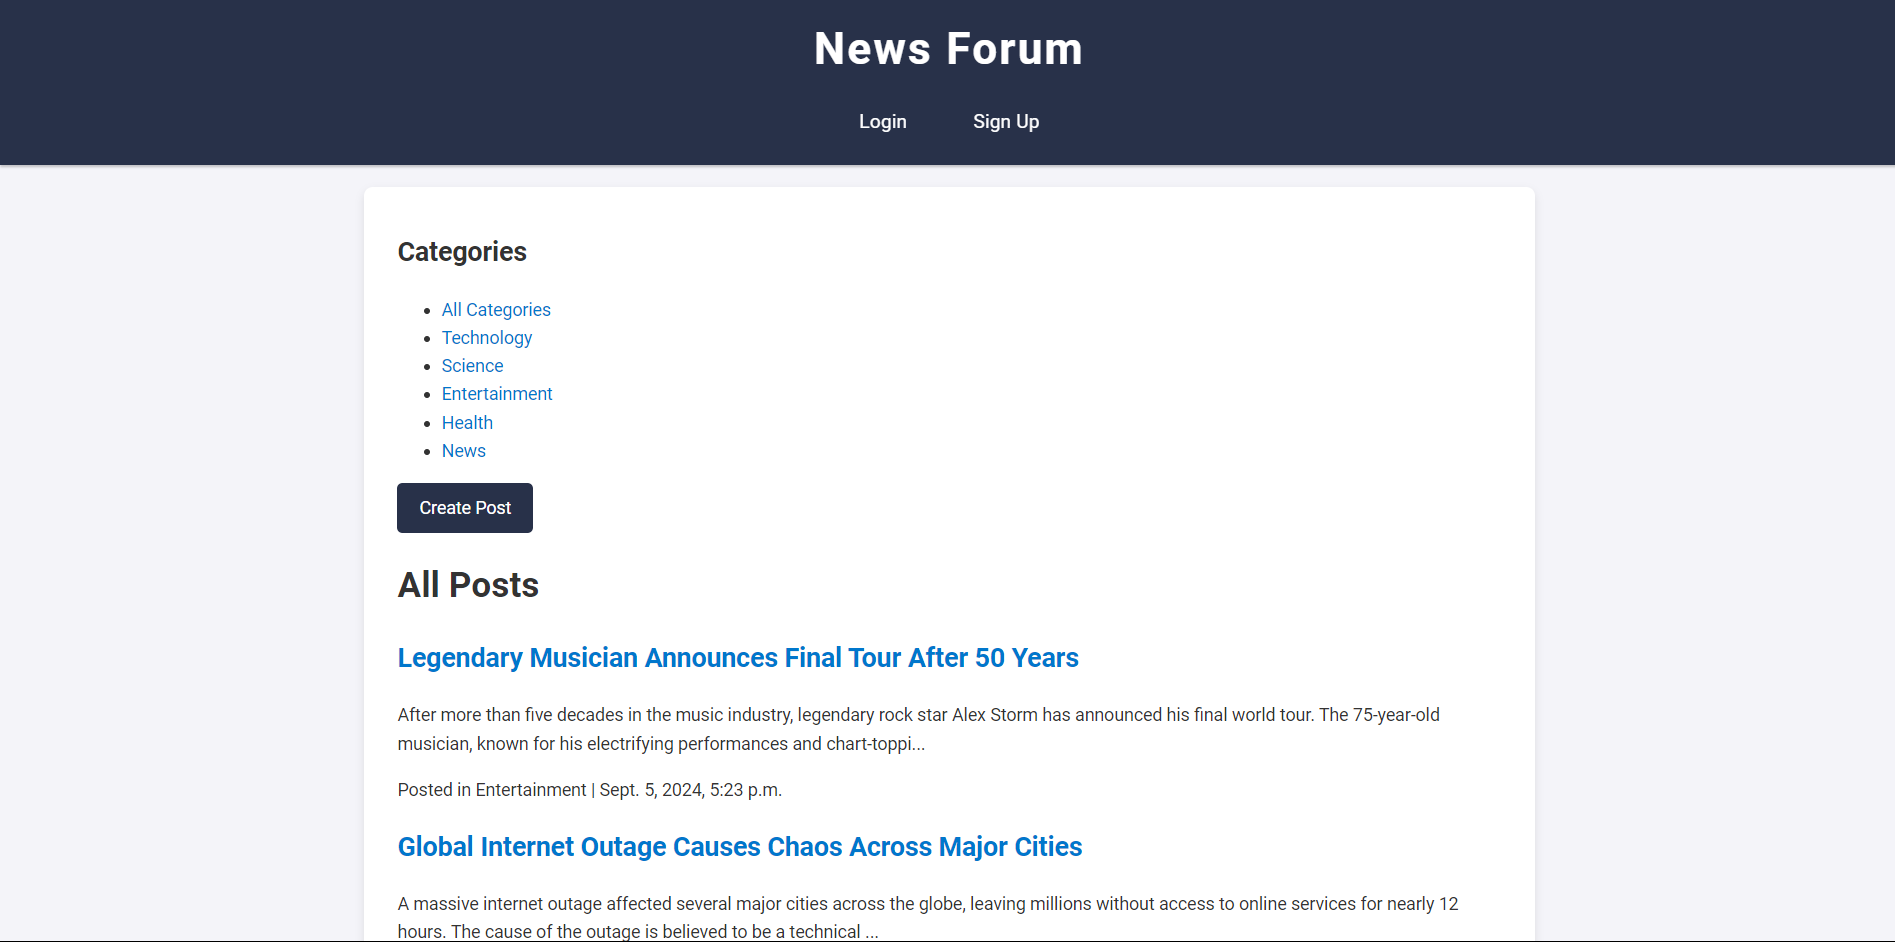 News Forum
Login Sign Up
Categories
All Categories
Technology
Science
Entertainment
Health
News
Create Post
All Posts
Legendary Musician Announces Final Tour After 50 Years
After more than five decades in the music industry, legendary rock star Alex Storm has announced his final world tour. The 75-year-old
musician, known for his electrifying performances and chart-toppi...
Posted in Entertainment | Sept. 5, 2024, 5:23 p.m.
Global Internet Outage Causes Chaos Across Major Cities
A massive internet outage affected several major cities across the globe, leaving millions without access to online services for nearly 12
hours. The cause of the outage is believed to be a technical ...